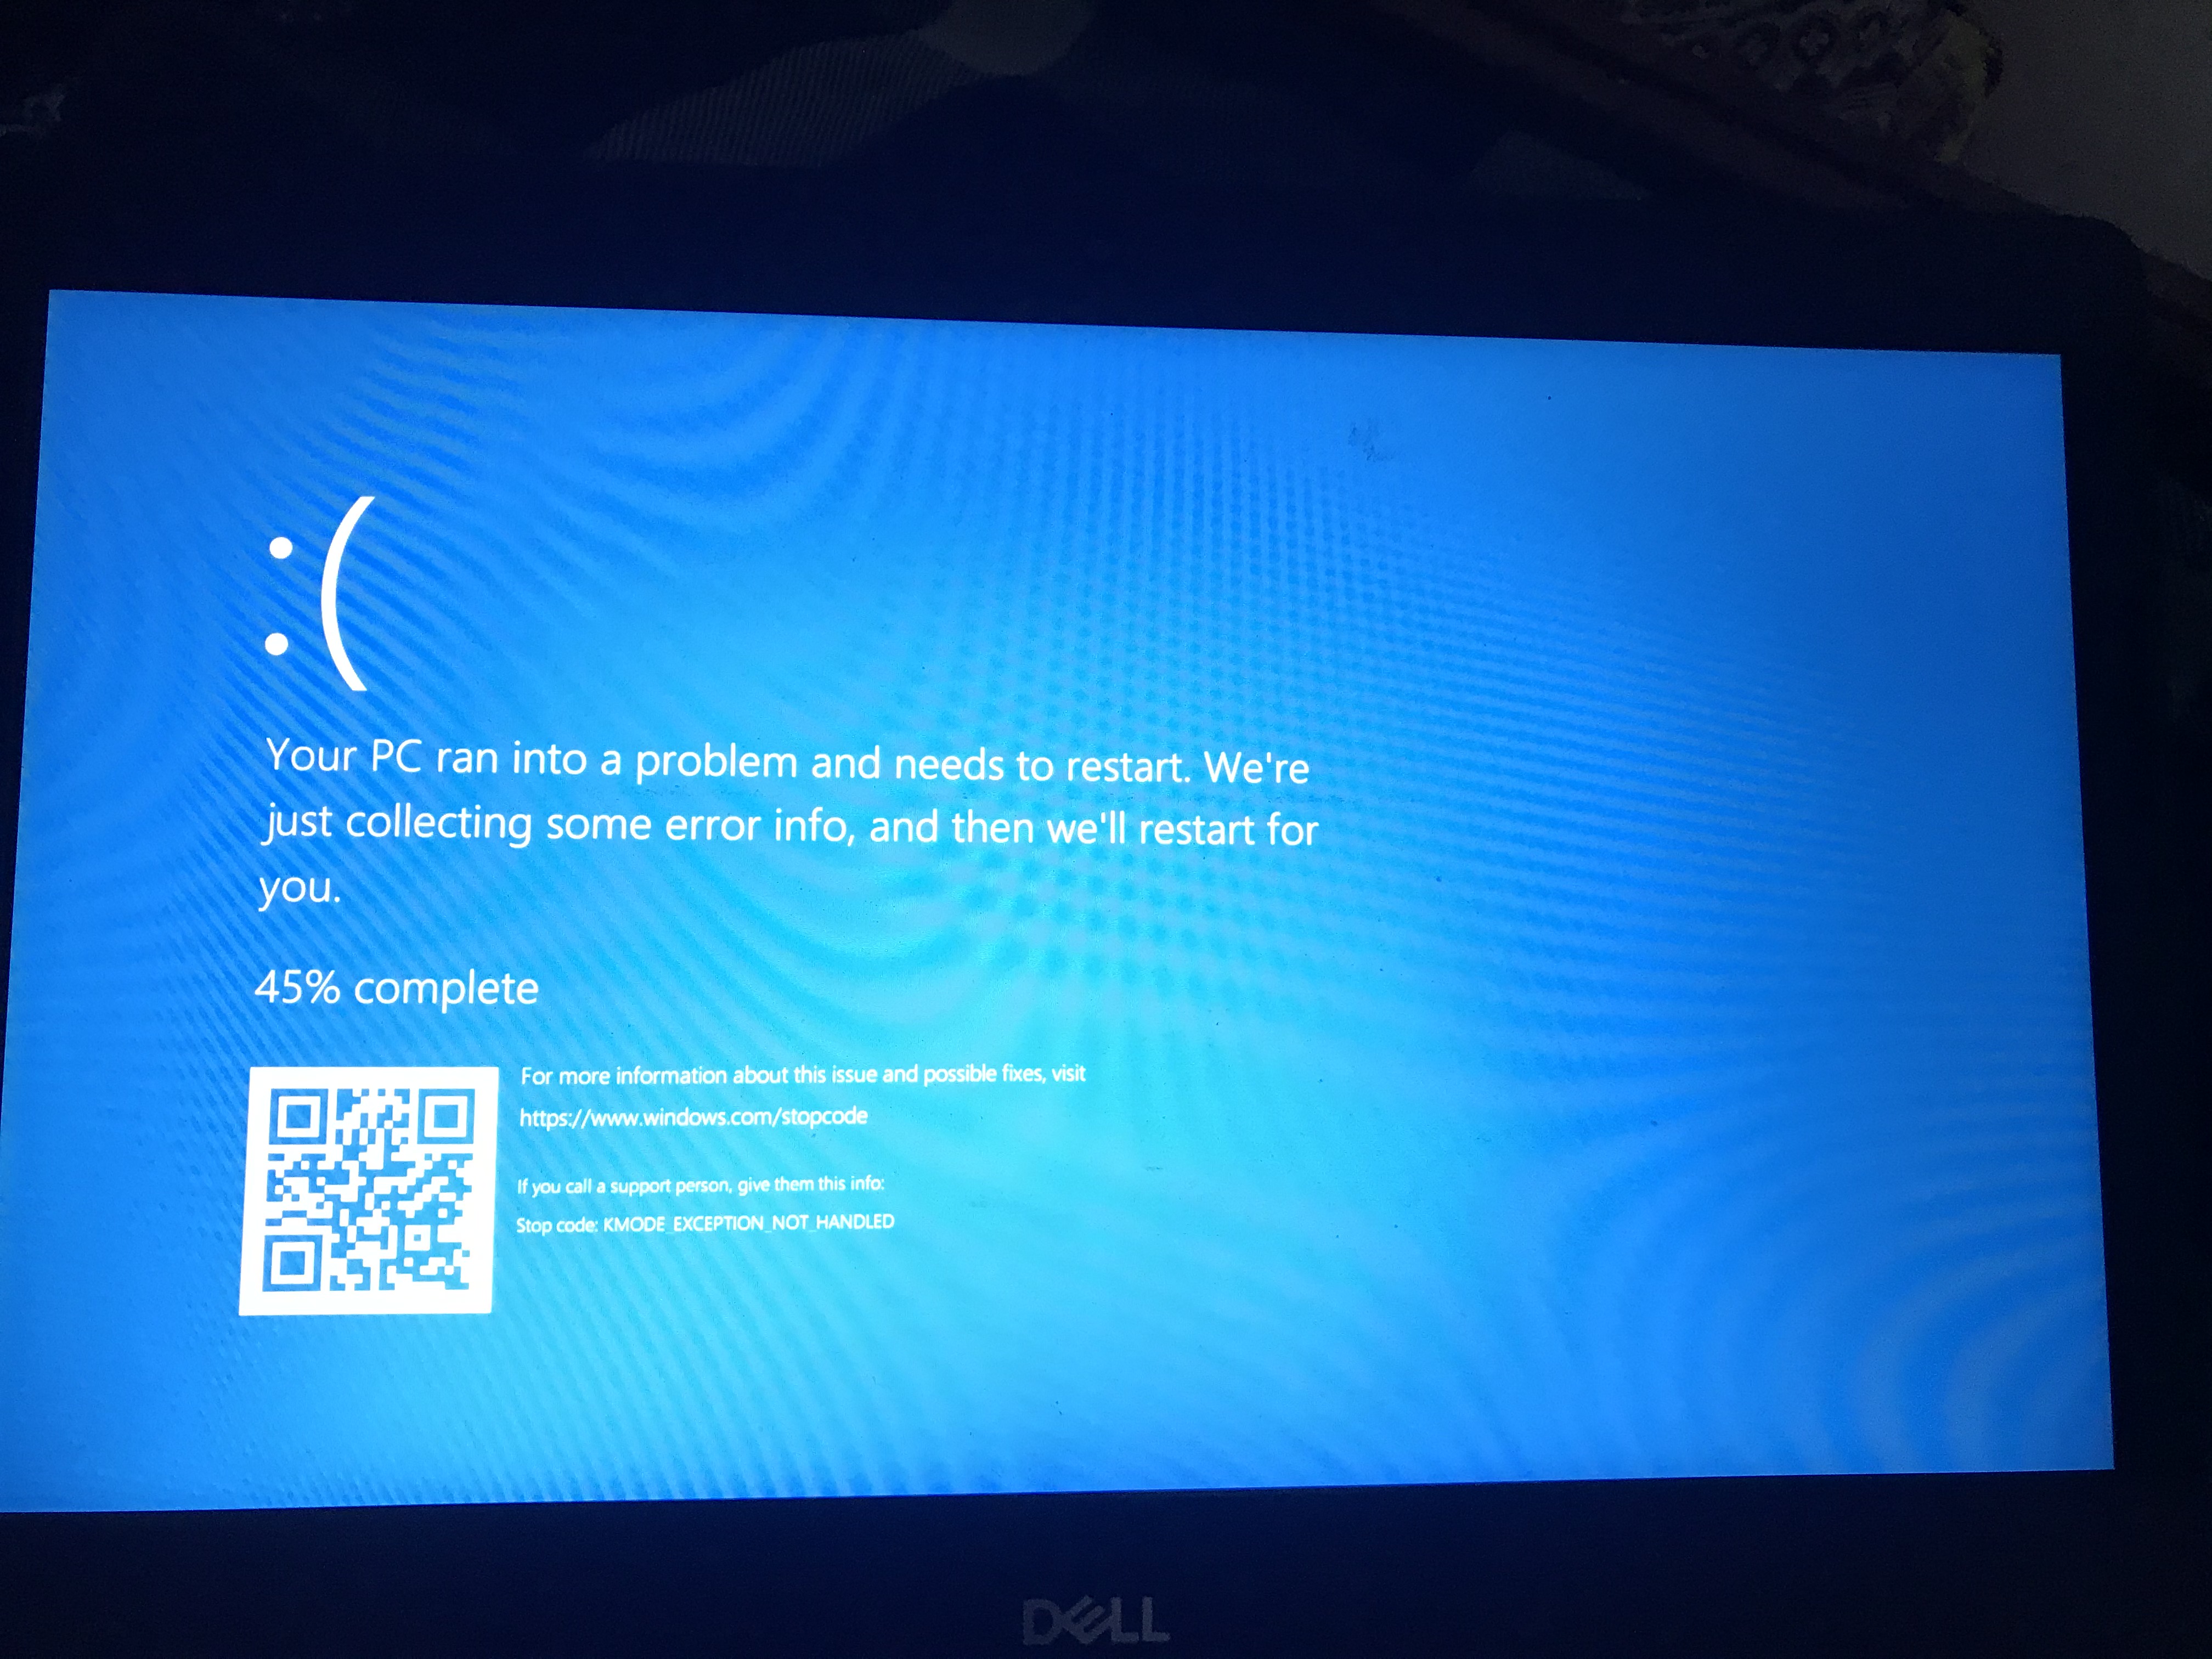 :(
Your PC ran into a problem and needs to restart. We're
just collecting some error info, and then we'll restart for
you.
45% complete
For more information about this issue and possible fixes, visit
https://www.windows.com/stopcode
If you call a support person, give them this info:
Stop code: KMODE_EXCEPTION_NOT_HANDLED
DELL